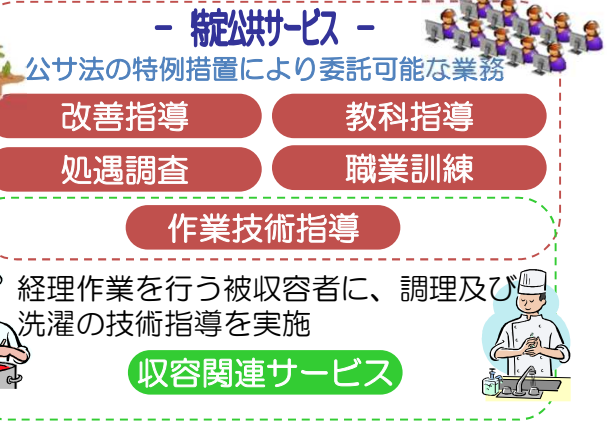 − 特定公共サービス −
公サ法の特例措置により委託可能な業務
改善指導 教科指導
処遇調査 職業訓練
作業技術指導
経理作業を行う被収容者に、調理及び
洗濯の技術指導を実施
収容関連サービス